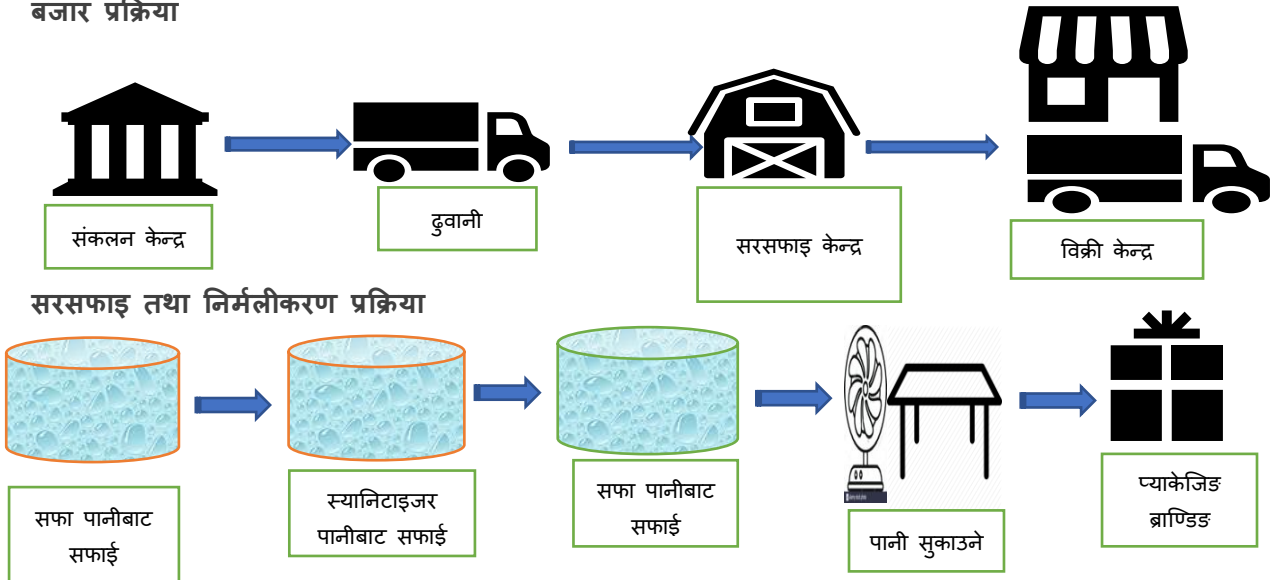 बजार प्रक्रिया
संकलन केन्द्र
ढुवानी
सरसफाइ केन्द्र
विक्री केन्द्र
सरसफाइ तथा निर्मलीकरण प्रक्रिया
सफा पानीबाट
सफाई
स्यानिटाइजर
पानीबाट सफाई
सफा पानीबाट
सफाई
पानी सुकाउने
प्याकेजिङ
ब्राण्डिङ